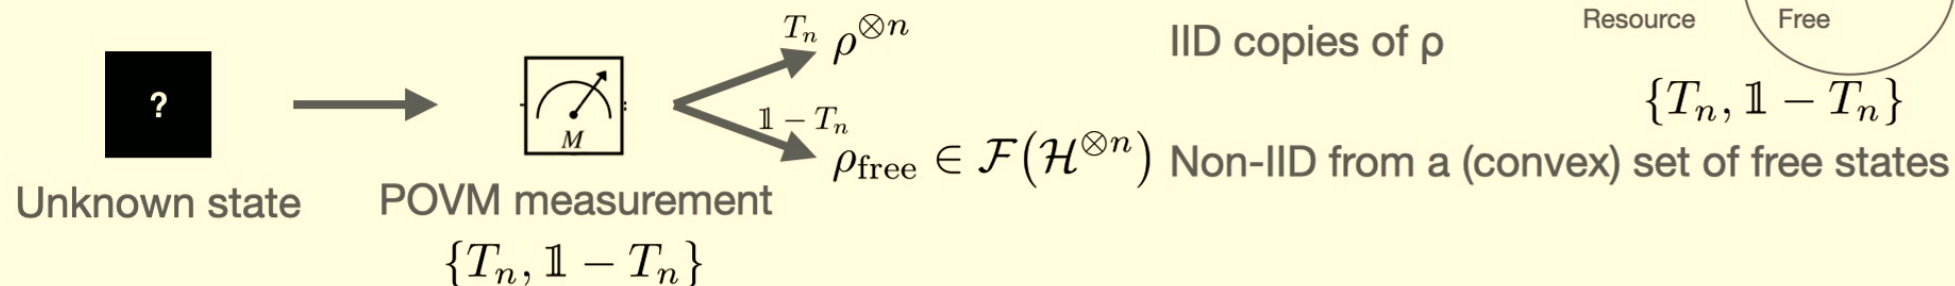 Resource Free
T_n ρ^{⊗n} IID copies of ρ
?
M
{T_n, 𝟙 − T_n}
𝟙 − T_n
ρ_free ∈ ℱ(ℋ^{⊗n}) Non-IID from a (convex) set of free states
Unknown state
POVM measurement
{T_n, 𝟙 − T_n}